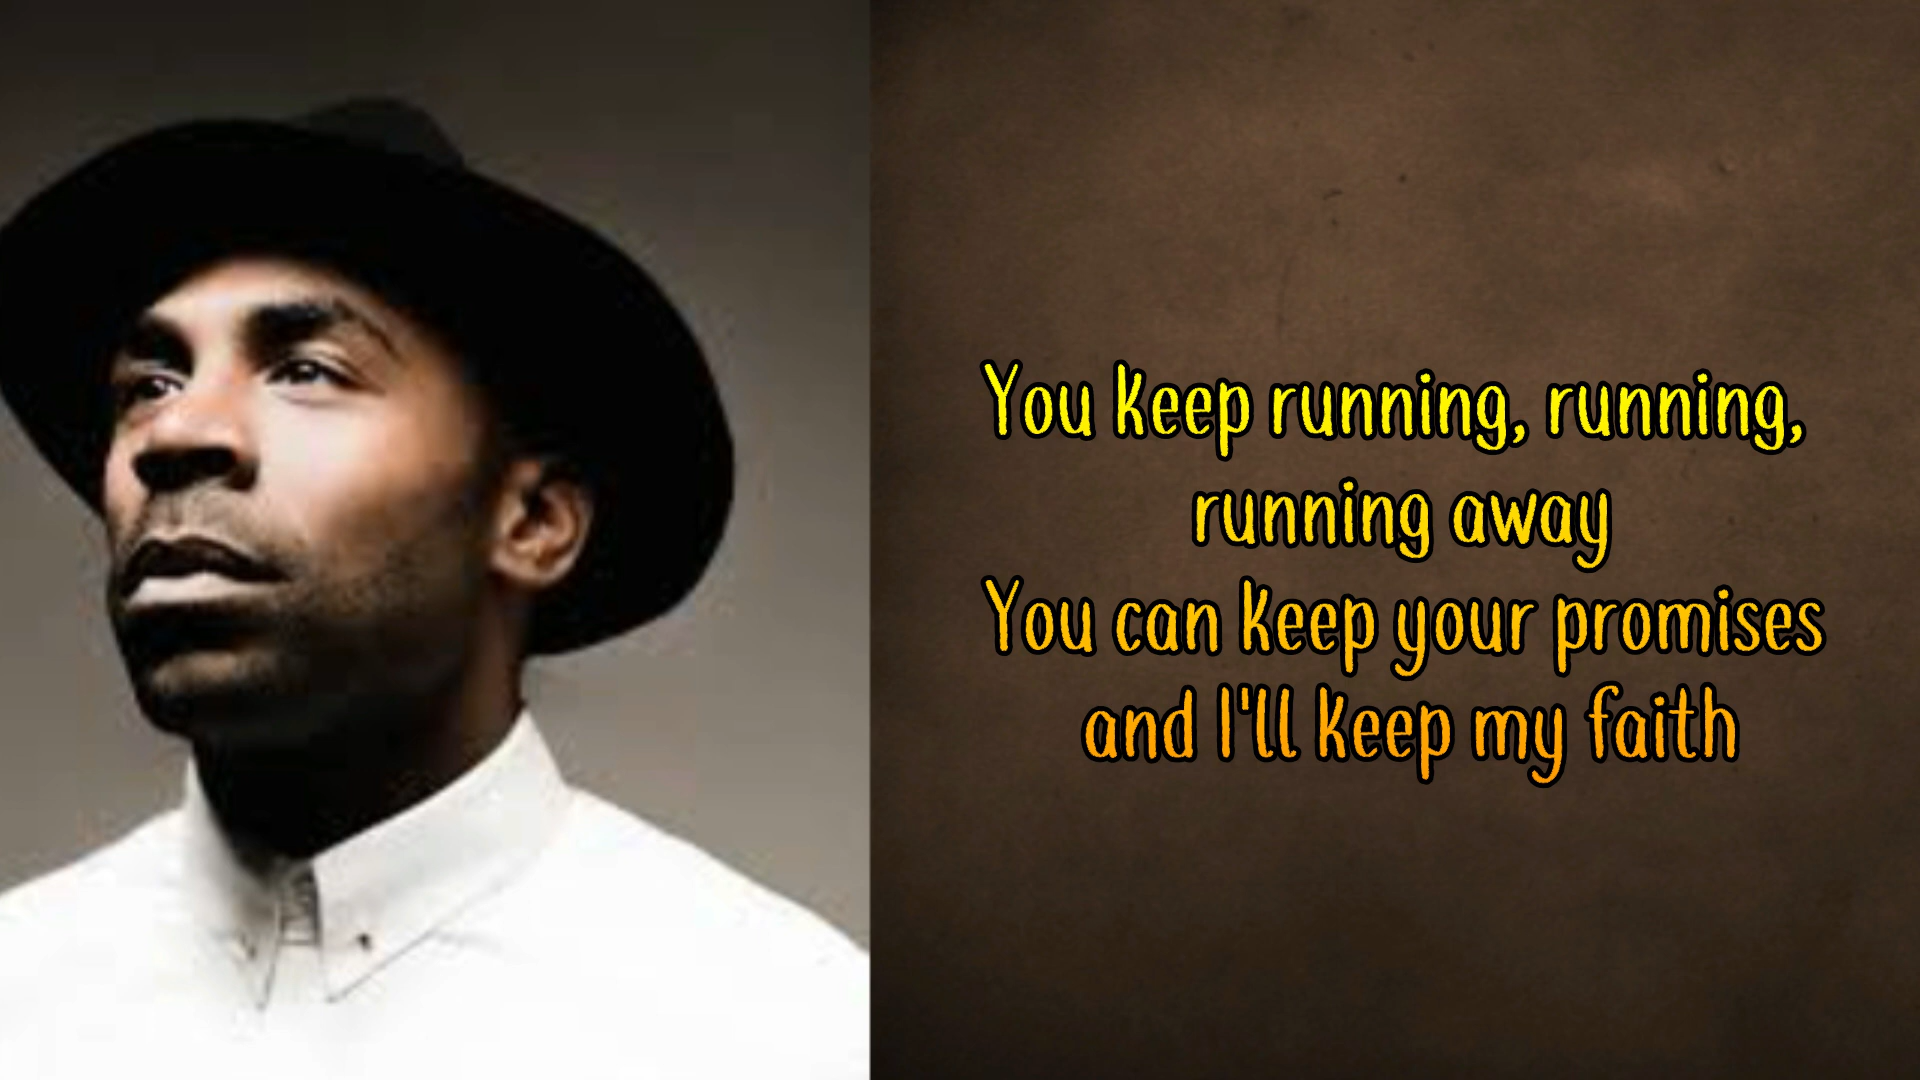 You keep running, running,
running away
You can keep your promises
and I'll keep my faith